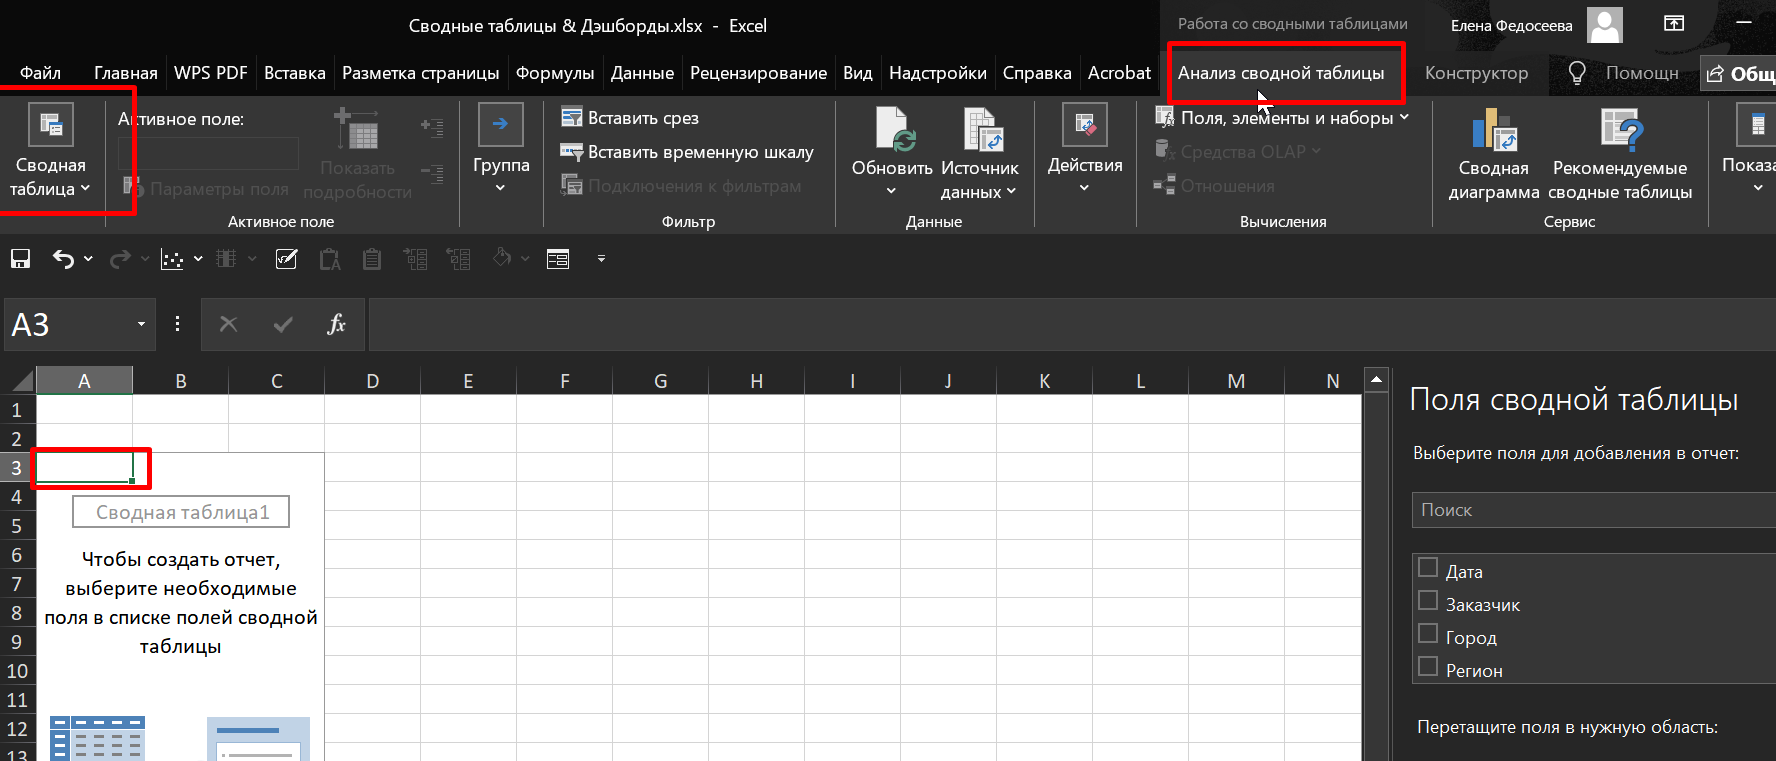 Сводные таблицы & Дэшборды.xlsx - Excel
Работа со сводными таблицами
Елена Федосеева
Файл Главная WPS PDF Вставка Разметка страницы Формулы Данные Рецензирование Вид Надстройки Справка Acrobat Анализ сводной таблицы Конструктор Помощн Общ
Сводная
таблица
Активное поле:
Параметры поля
Показать
подробности
Активное поле
Группа
Вставить срез
Вставить временную шкалу
Подключения к фильтрам
Фильтр
Обновить
Источник
данных
Данные
Действия
Поля, элементы и наборы
Средства OLAP
Отношения
Вычисления
Сводная
диаграмма
Рекомендуемые
сводные таблицы
Сервис
Показа
A3
fx
A B C D E F G H I J K L M N
1
2
3
4
5
6
7
8
9
10
11
12
13
Сводная таблица1
Чтобы создать отчет,
выберите необходимые
поля в списке полей сводной
таблицы
Поля сводной таблицы
Выберите поля для добавления в отчет:
Поиск
Дата
Заказчик
Город
Регион
Перетащите поля в нужную область: